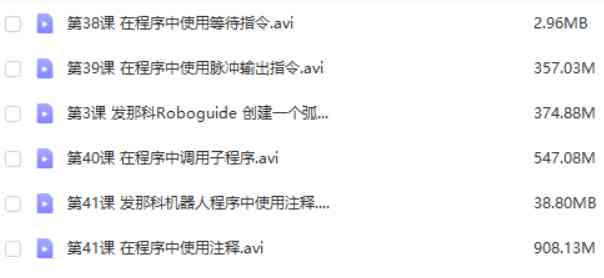 第38课 在程序中使用等待指令.avi 2.96MB
第39课 在程序中使用脉冲输出指令.avi 357.03M
第3课 发那科Roboguide 创建一个弧... 374.88M
第40课 在程序中调用子程序.avi 547.08M
第41课 发那科机器人程序中使用注释.... 38.80MB
第41课 在程序中使用注释.avi 908.13M